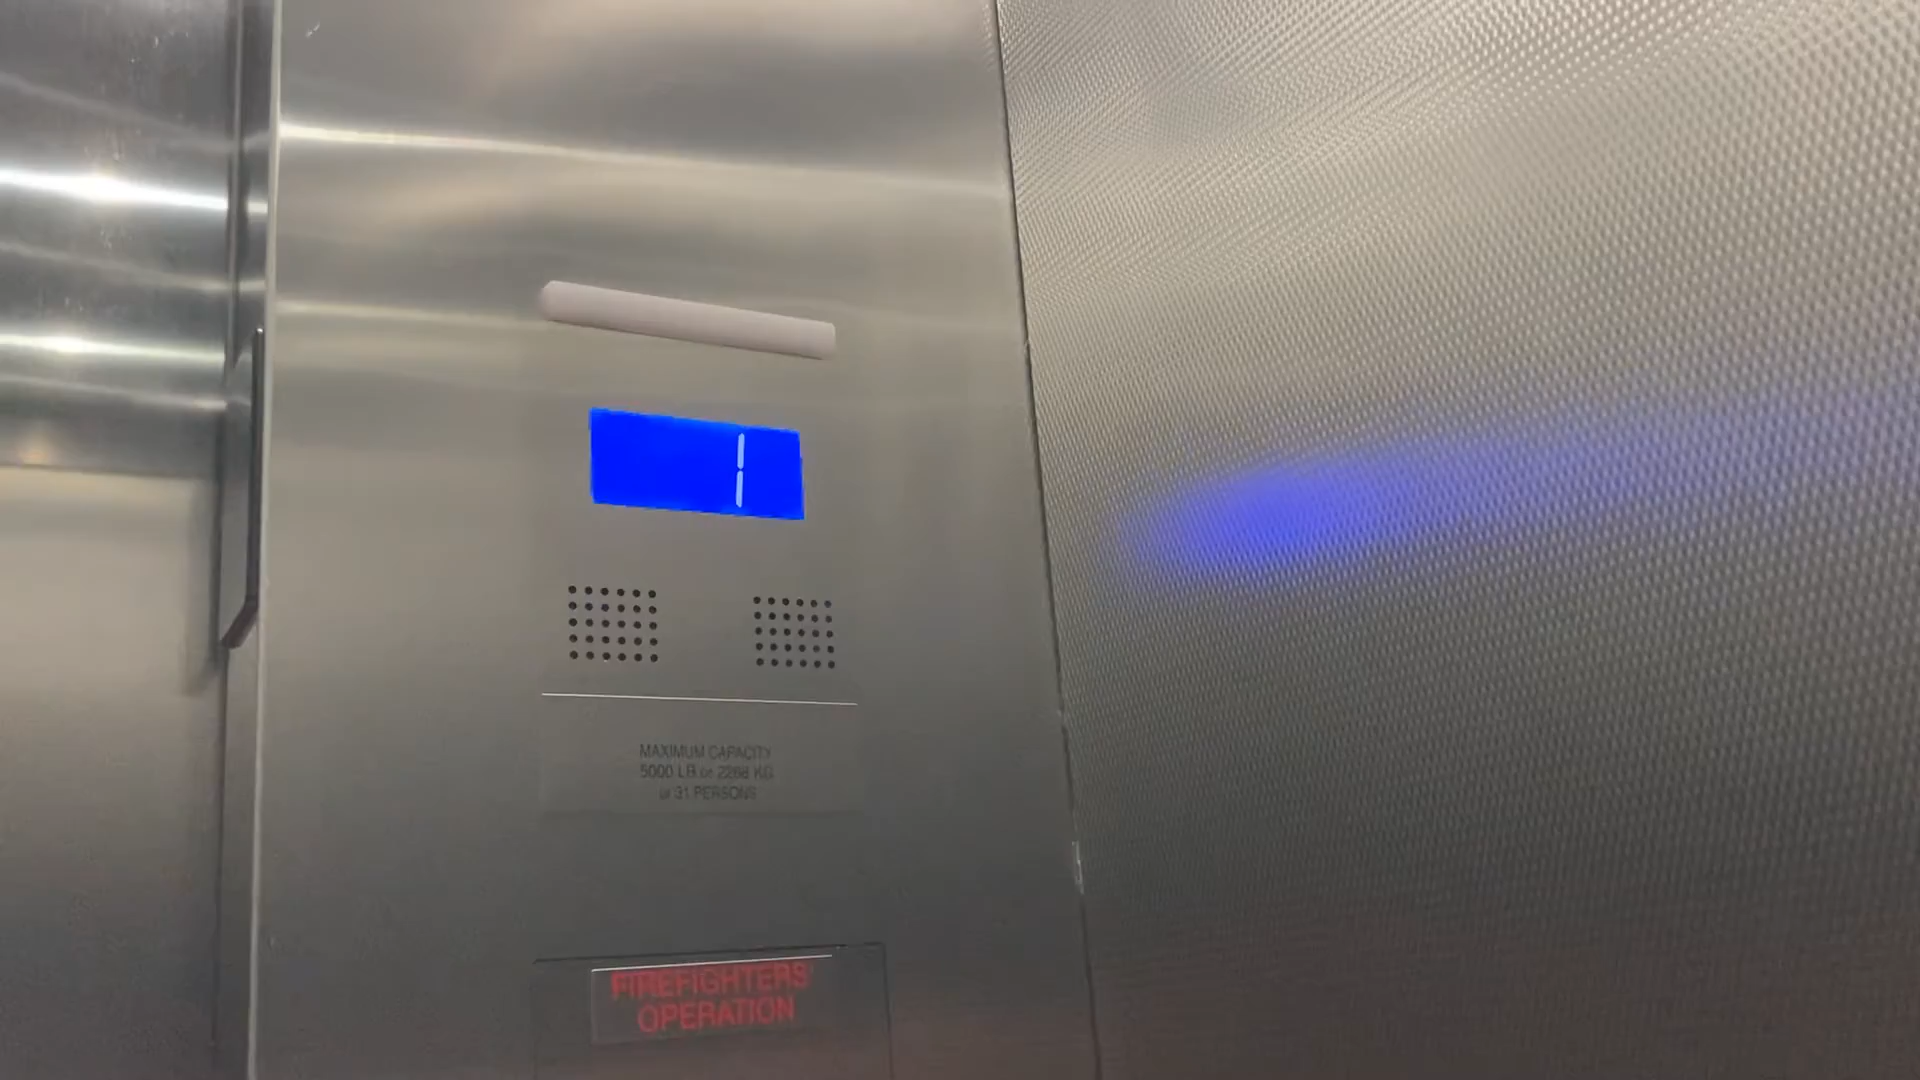 1
MAXIMUM CAPACITY
5000 LB or 2268 KG
or 31 PERSONS
FIREFIGHTERS'
OPERATION